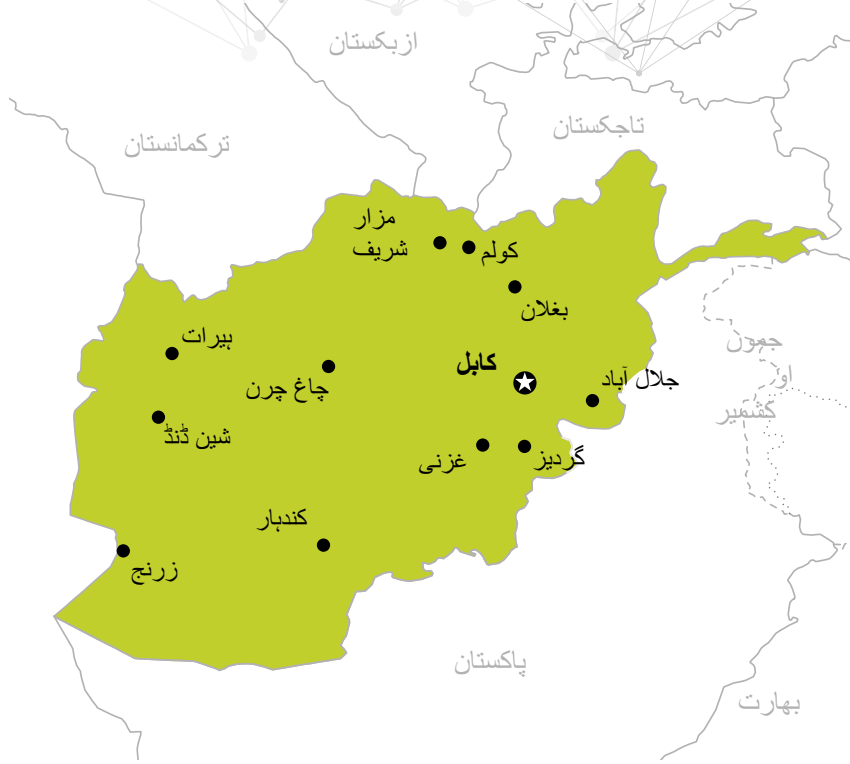 ازبکستان
تاجکستان
ترکمانستان
مزار
شریف
کولم
بغلان
ہیرات
جموں
او
کشمیر
کابل
جلال آباد
چاغ چرن
شین ڈنڈ
غزنی
گردیز
کندہار
زرنج
پاکستان
بھارت